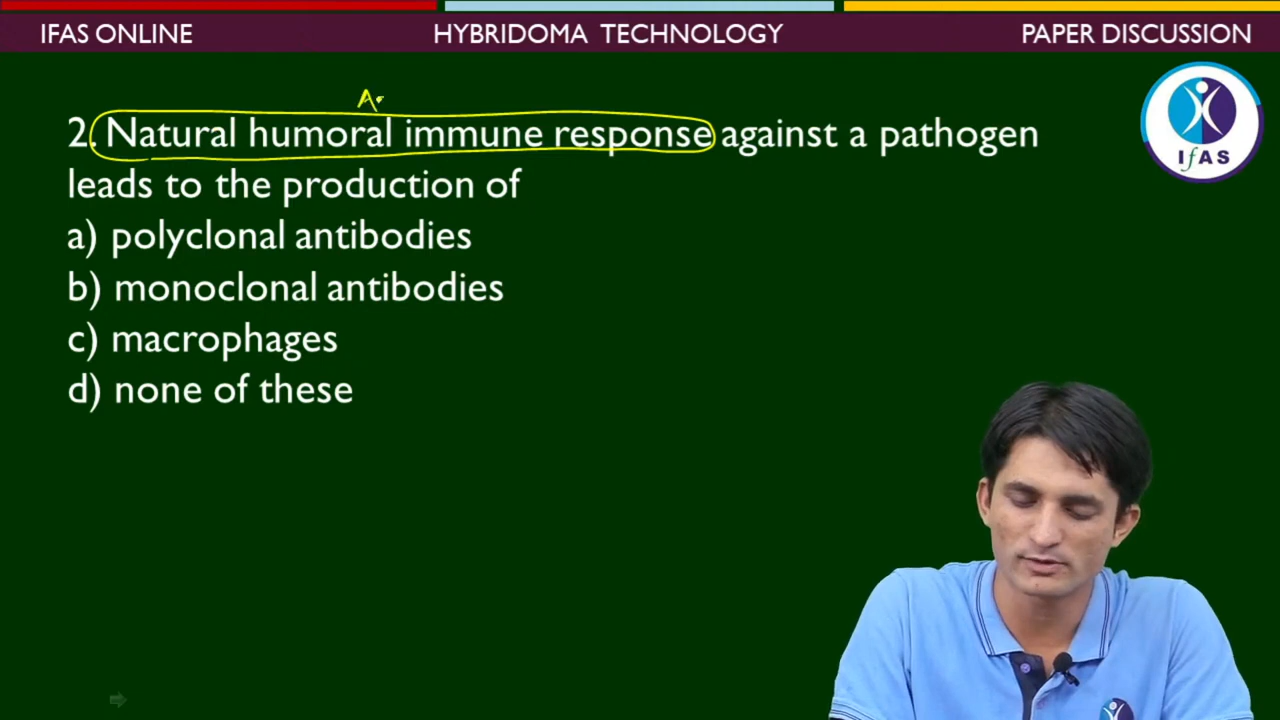 IFAS ONLINE
HYBRIDOMA TECHNOLOGY
PAPER DISCUSSION
IfAS
A
2. Natural humoral immune response against a pathogen
leads to the production of
a) polyclonal antibodies
b) monoclonal antibodies
c) macrophages
d) none of these